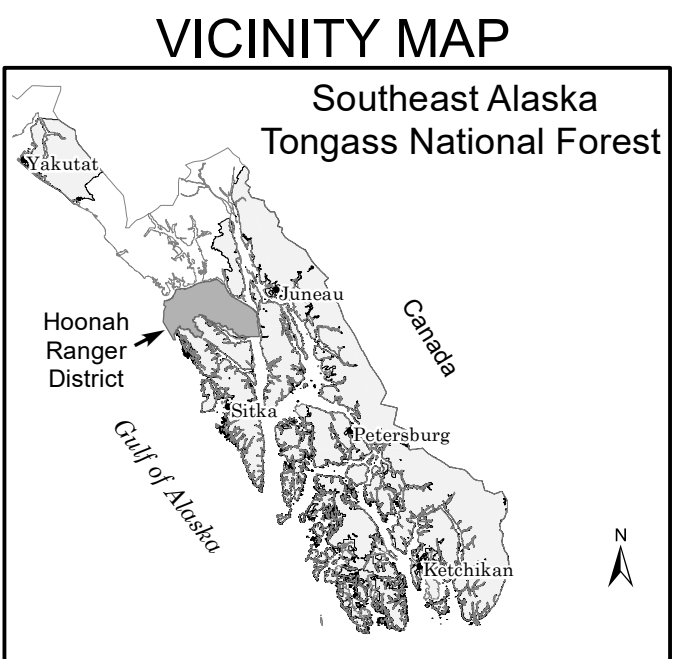 VICINITY MAP
Southeast Alaska
Tongass National Forest
Yakutat
Juneau
Hoonah
Ranger
District
Canada
Sitka
Gulf of Alaska
Petersburg
N
Ketchikan